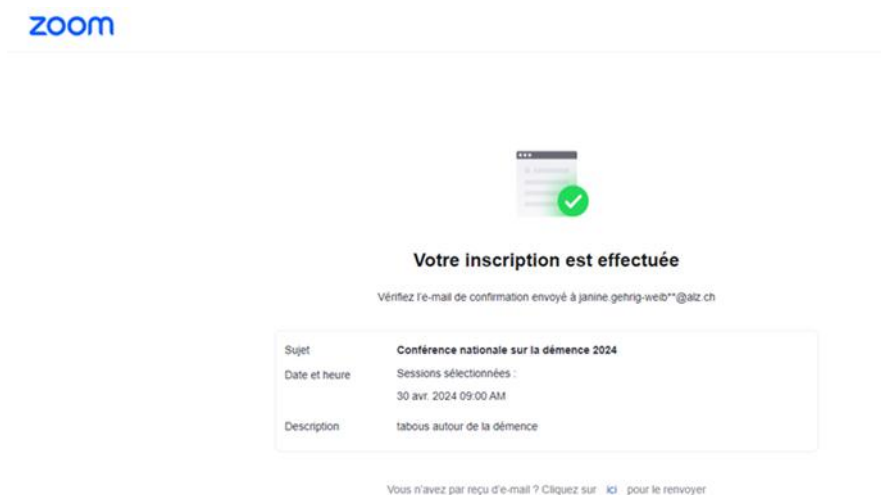 zoom
Votre inscription est effectuée
Vérifiez l'e-mail de confirmation envoyé à janine.gehrig-weib**@alz.ch
Sujet Conférence nationale sur la démence 2024
Date et heure Sessions sélectionnées :
30 avr. 2024 09:00 AM
Description tabous autour de la démence
Vous n'avez par reçu d'e-mail ? Cliquez sur ici pour le renvoyer